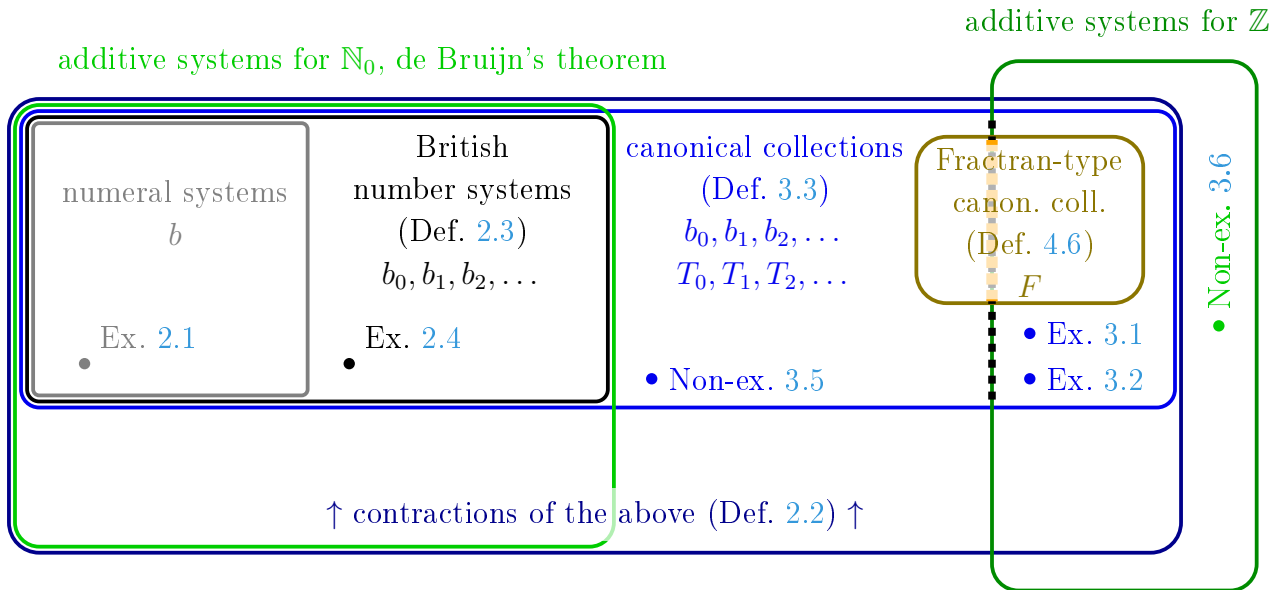 additive systems for ℤ
additive systems for ℕ₀, de Bruijn's theorem
numeral systems
b
Ex. 2.1
British
number systems
(Def. 2.3)
b₀, b₁, b₂, . . .
Ex. 2.4
canonical collections
(Def. 3.3)
b₀, b₁, b₂, . . .
T₀, T₁, T₂, . . .
Non-ex. 3.5
Fractran-type
canon. coll.
(Def. 4.6)
F
Ex. 3.1
Ex. 3.2
Non-ex. 3.6
↑ contractions of the above (Def. 2.2) ↑